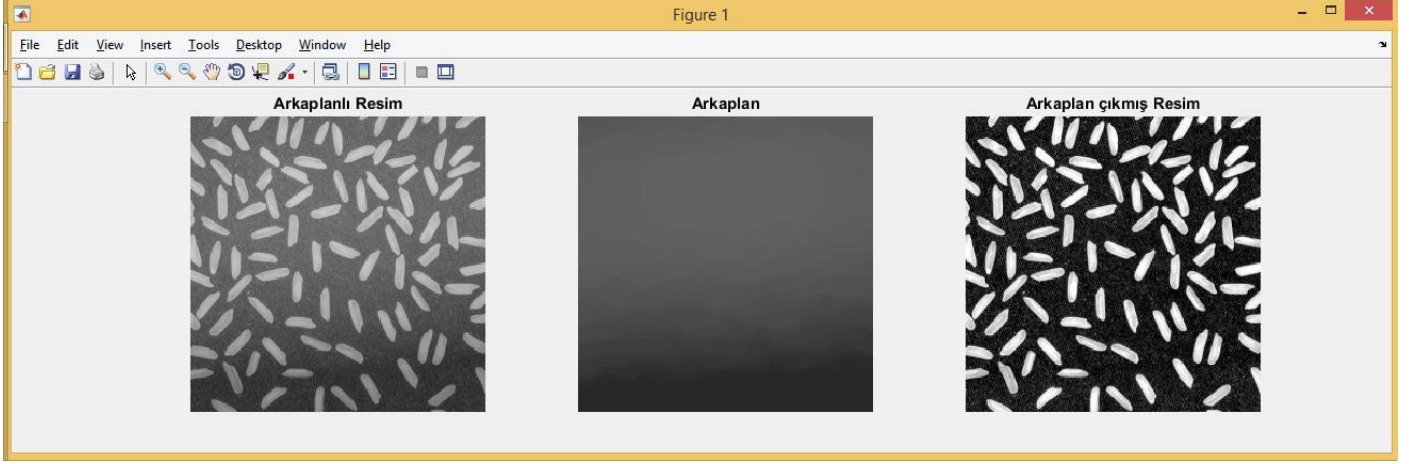 Figure 1
File Edit View Insert Tools Desktop Window Help
Arkaplanlı Resim Arkaplan Arkaplan çıkmış Resim